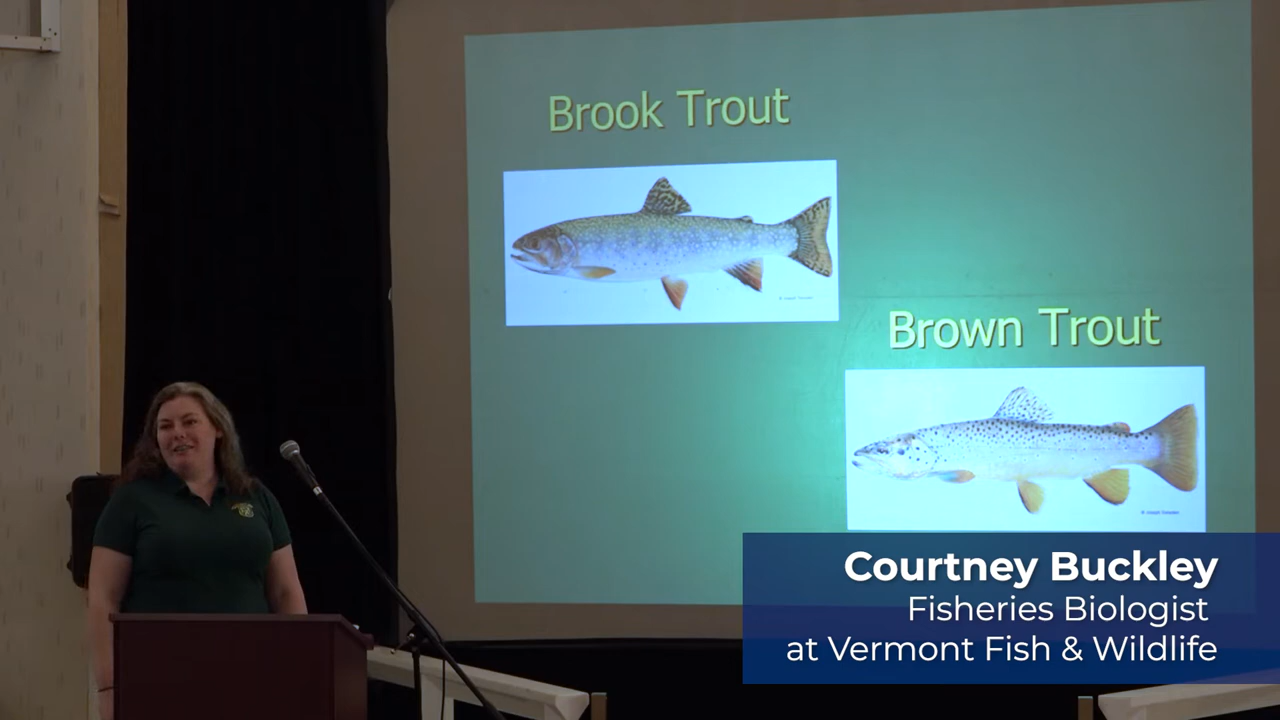 Brook Trout
Brown Trout
Courtney Buckley
Fisheries Biologist
at Vermont Fish & Wildlife